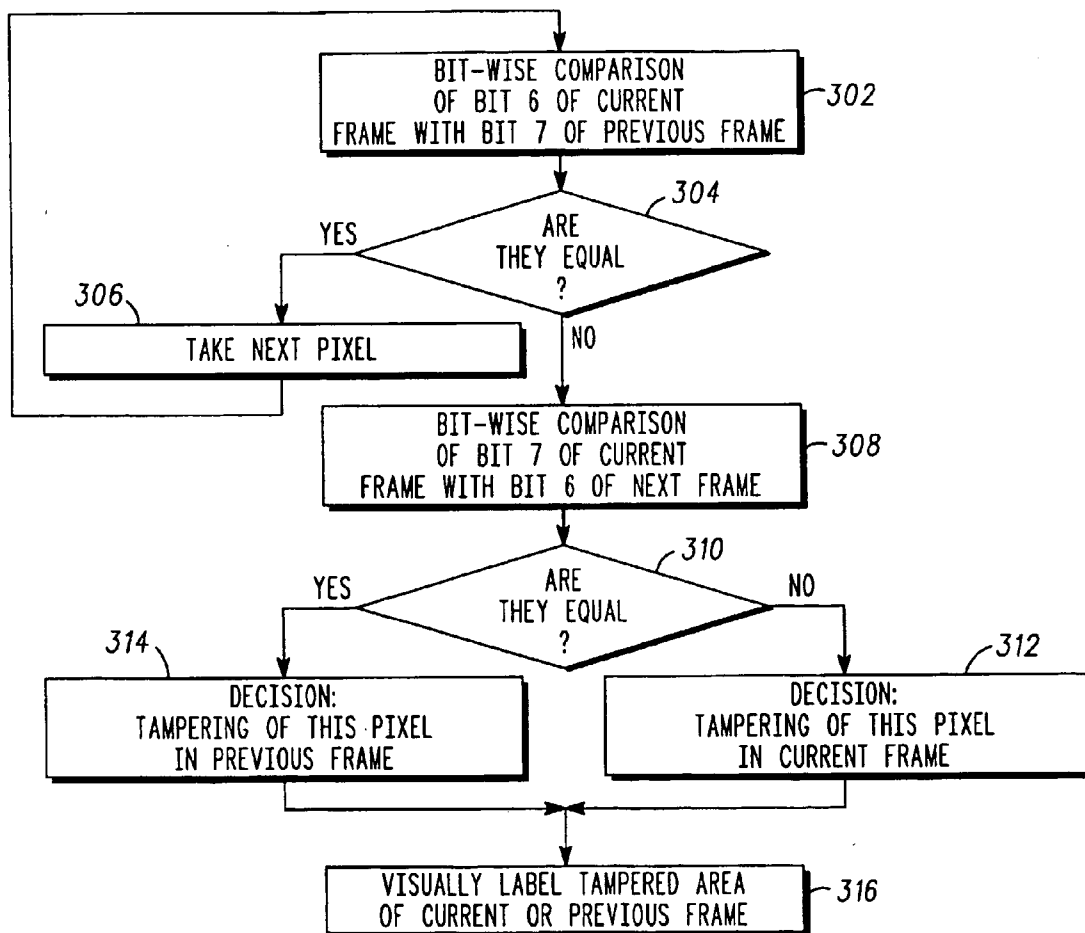 BIT-WISE COMPARISON
OF BIT 6 OF CURRENT
FRAME WITH BIT 7 OF PREVIOUS FRAME
302
ARE
THEY EQUAL
?
304
YES
306
TAKE NEXT PIXEL
NO
BIT-WISE COMPARISON
OF BIT 7 OF CURRENT
FRAME WITH BIT 6 OF NEXT FRAME
308
ARE
THEY EQUAL
?
310
YES
NO
314
DECISION:
TAMPERING OF THIS PIXEL
IN PREVIOUS FRAME
312
DECISION:
TAMPERING OF THIS PIXEL
IN CURRENT FRAME
VISUALLY LABEL TAMPERED AREA
OF CURRENT OR PREVIOUS FRAME
316